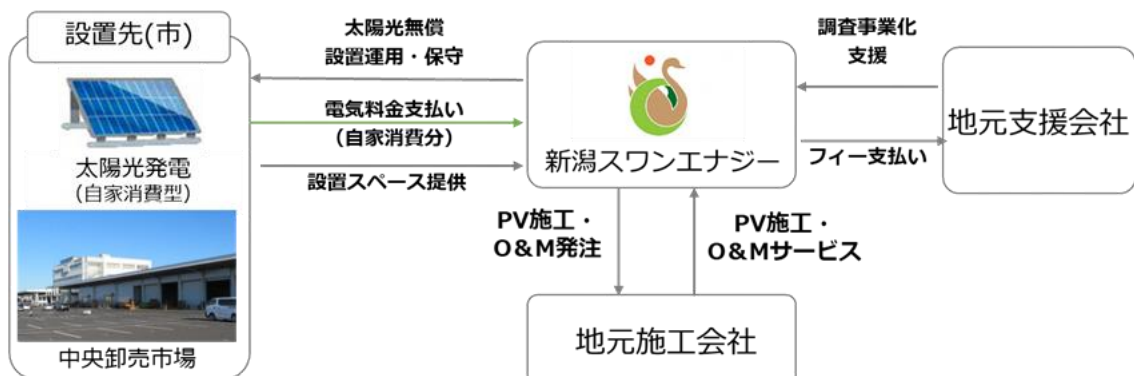 設置先(市)
太陽光発電
(自家消費型)
中央卸売市場
太陽光無償
設置運用・保守
電気料金支払い
(自家消費分)
設置スペース提供
新潟スワンエナジー
調査事業化
支援
フィー支払い
地元支援会社
PV施工・
O&M発注
PV施工・
O&Mサービス
地元施工会社